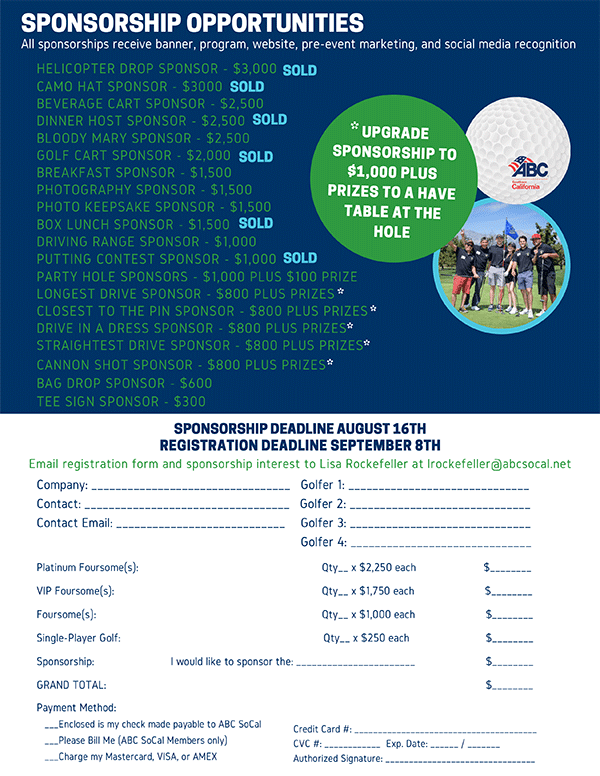 SPONSORSHIP OPPORTUNITIES
All sponsorships receive banner, program, website, pre-event marketing, and social media recognition
HELICOPTER DROP SPONSOR - $3,000 SOLD
CAMO HAT SPONSOR - $3000 SOLD
BEVERAGE CART SPONSOR - $2,500
DINNER HOST SPONSOR - $2,500 SOLD
BLOODY MARY SPONSOR - $2,500
GOLF CART SPONSOR - $2,000 SOLD
BREAKFAST SPONSOR - $1,500
PHOTOGRAPHY SPONSOR - $1,500
PHOTO KEEPSAKE SPONSOR - $1,500
BOX LUNCH SPONSOR - $1,500 SOLD
DRIVING RANGE SPONSOR - $1,000
PUTTING CONTEST SPONSOR - $1,000 SOLD
PARTY HOLE SPONSORS - $1,000 PLUS $100 PRIZE
LONGEST DRIVE SPONSOR - $800 PLUS PRIZES*
CLOSEST TO THE PIN SPONSOR - $800 PLUS PRIZES *
DRIVE IN A DRESS SPONSOR - $800 PLUS PRIZES*
STRAIGHTEST DRIVE SPONSOR - $800 PLUS PRIZES*
CANNON SHOT SPONSOR - $800 PLUS PRIZES*
BAG DROP SPONSOR - $600
TEE SIGN SPONSOR - $300
* UPGRADE
SPONSORSHIP TO
$1,000 PLUS
PRIZES TO A HAVE
TABLE AT THE
HOLE
ABC
Southern
California
SPONSORSHIP DEADLINE AUGUST 16TH
REGISTRATION DEADLINE SEPTEMBER 8TH
Email registration form and sponsorship interest to Lisa Rockefeller at lrockefeller@abcsocal.net
Company: ________________________________ Golfer 1: ______________________________
Contact: _________________________________ Golfer 2: ______________________________
Contact Email: ____________________________ Golfer 3: ______________________________
Golfer 4: ______________________________
Platinum Foursome(s): Qty__ x $2,250 each $________
VIP Foursome(s): Qty__ x $1,750 each $________
Foursome(s): Qty__ x $1,000 each $________
Single-Player Golf: Qty__ x $250 each $________
Sponsorship: I would like to sponsor the: _______________________ $________
GRAND TOTAL: $________
Payment Method:
___Enclosed is my check made payable to ABC SoCal
___Please Bill Me (ABC SoCal Members only)
___Charge my Mastercard, VISA, or AMEX
Credit Card #: ___________________________________
CVC #: ____________ Exp. Date: ______ / _______
Authorized Signature: _____________________________